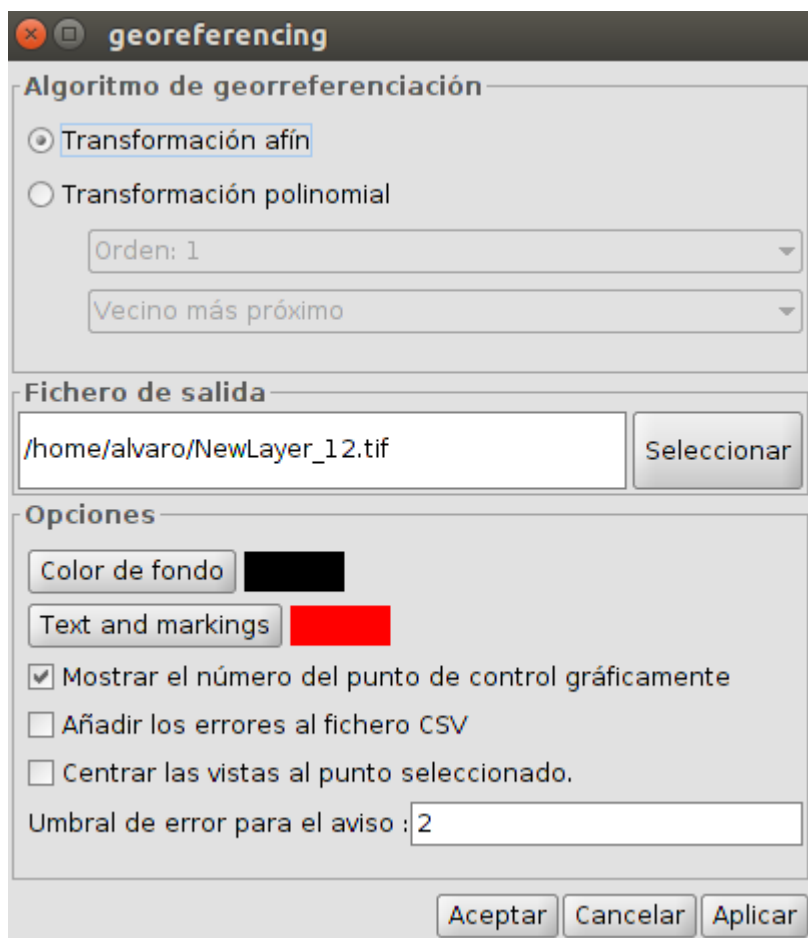 georeferencing
Algoritmo de georreferenciación
Transformación afín
Transformación polinomial
Orden: 1
Vecino más próximo
Fichero de salida
/home/alvaro/NewLayer_12.tif
Seleccionar
Opciones
Color de fondo
Text and markings
Mostrar el número del punto de control gráficamente
Añadir los errores al fichero CSV
Centrar las vistas al punto seleccionado.
Umbral de error para el aviso : 2
Aceptar Cancelar Aplicar